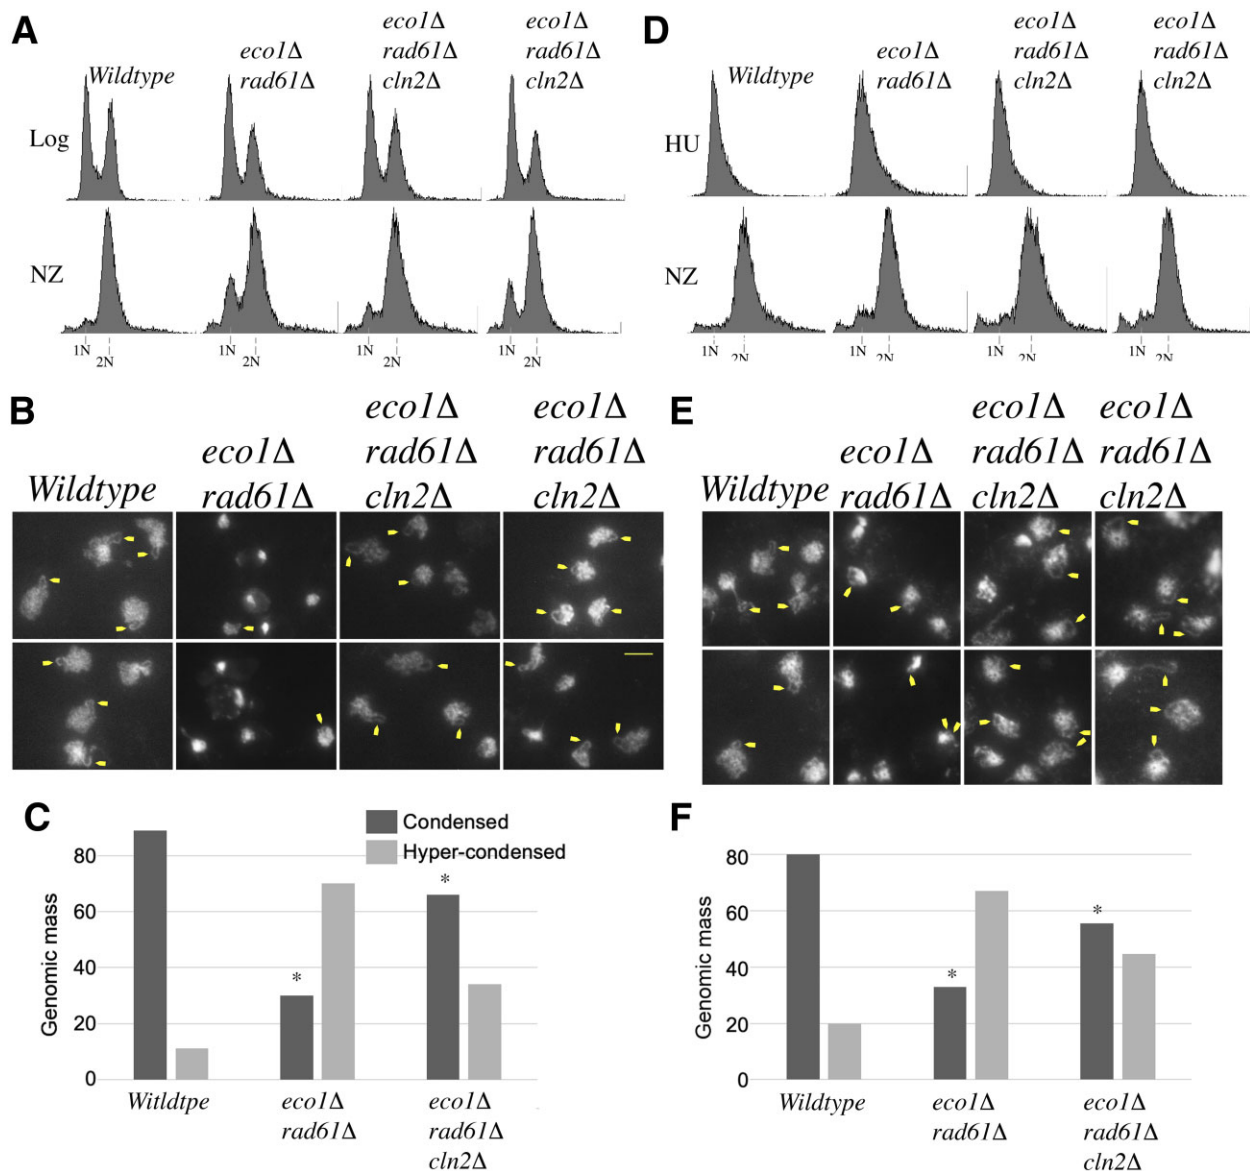 A
Wildtype
eco1Δ
rad61Δ
eco1Δ
rad61Δ
cln2Δ
eco1Δ
rad61Δ
cln2Δ
Log
NZ
1N
2N
1N
2N
1N
2N
1N
2N
D
Wildtype
eco1Δ
rad61Δ
eco1Δ
rad61Δ
cln2Δ
eco1Δ
rad61Δ
cln2Δ
HU
NZ
1N
2N
1N
2N
1N
2N
1N
2N
B
Wildtype
eco1Δ
rad61Δ
eco1Δ
rad61Δ
cln2Δ
eco1Δ
rad61Δ
cln2Δ
E
Wildtype
eco1Δ
rad61Δ
eco1Δ
rad61Δ
cln2Δ
eco1Δ
rad61Δ
cln2Δ
C
Condensed
Hyper-condensed
Genomic mass
80
60
40
20
0
*
*
Witldtpe
eco1Δ
rad61Δ
eco1Δ
rad61Δ
cln2Δ
F
Genomic mass
80
60
40
20
0
*
*
Wildtype
eco1Δ
rad61Δ
eco1Δ
rad61Δ
cln2Δ